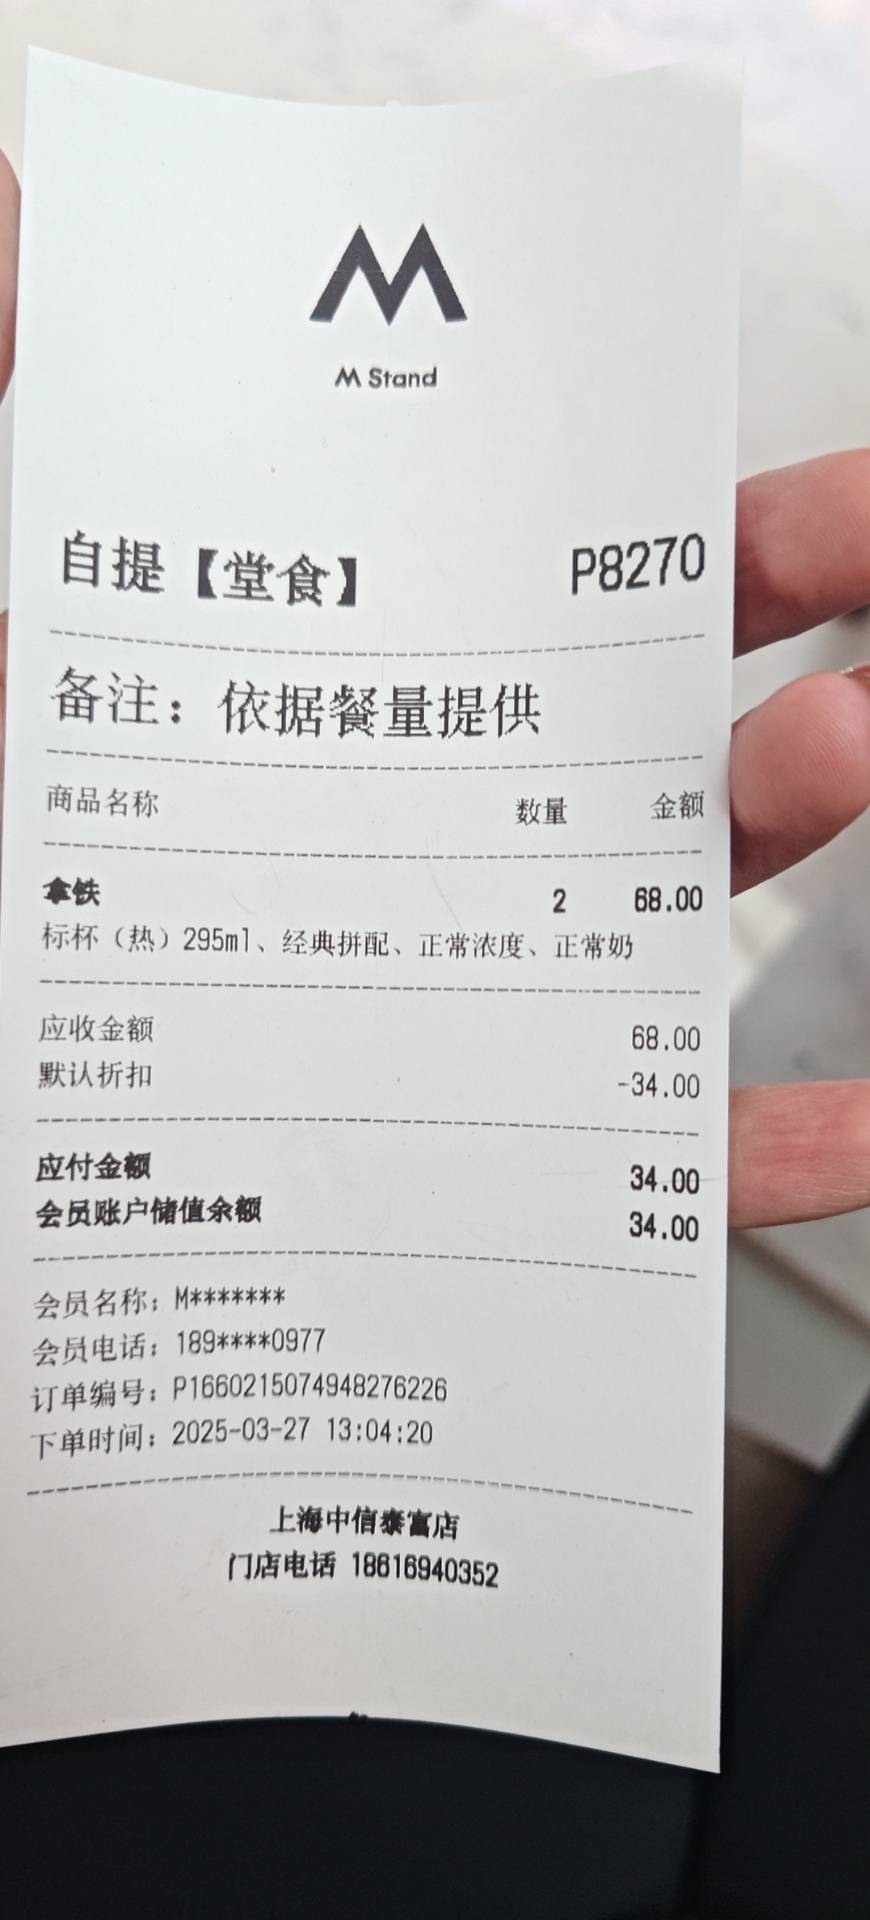 M Stand
自提【堂食】 P8270
备注：依据餐量提供
商品名称 数量 金额
拿铁 2 68.00
标杯（热）295ml、经典拼配、正常浓度、正常奶
应收金额 68.00
默认折扣 -34.00
应付金额 34.00
会员账户储值余额 34.00
会员名称：M*******
会员电话：189****0977
订单编号：P1660215074948276226
下单时间：2025-03-27 13:04:20
上海中信泰富店
门店电话 18616940352